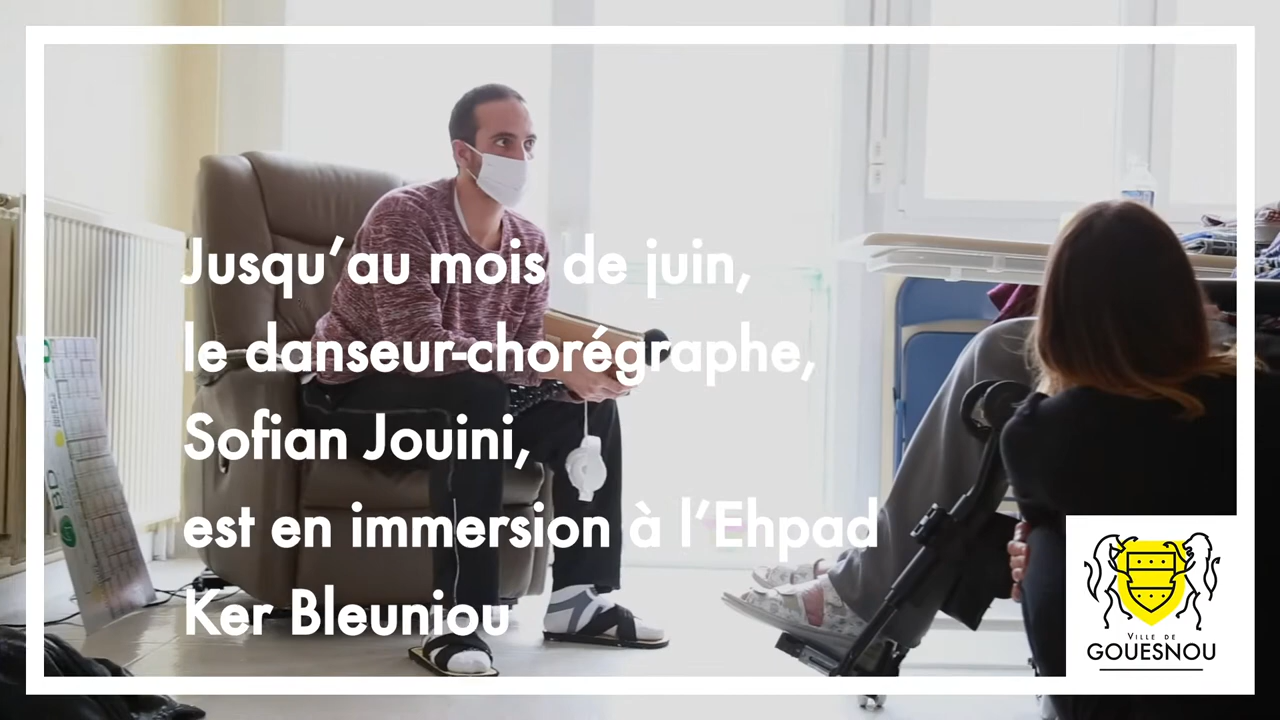 Jusqu’au mois de juin,
le danseur-chorégraphe,
Sofian Jouini,
est en immersion à l’Ehpad
Ker Bleuniou
VILLE DE
GOUESNOU